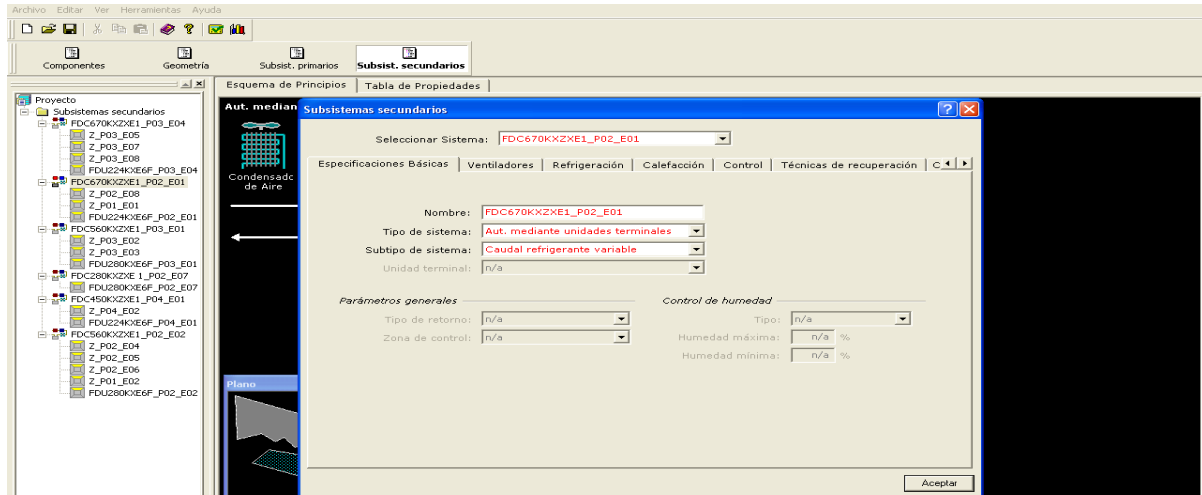 Archivo Editar Ver Herramientas Ayuda
Componentes Geometría Subsist. primarios Subsist. secundarios
Esquema de Principios Tabla de Propiedades
Proyecto
Subsistemas secundarios
FDC670KXZXE1_P03_E04
Z_P03_E05
Z_P03_E07
Z_P03_E08
FDU224KXE6F_P03_E04
FDC670KXZXE1_P02_E01
Z_P02_E08
Z_P01_E01
FDU224KXE6F_P02_E01
FDC560KXZXE1_P03_E01
Z_P03_E02
Z_P03_E03
FDU280KXE6F_P03_E01
FDC280KXZXE 1_P02_E07
FDU280KXE6F_P02_E07
FDC450KXZXE1_P04_E01
Z_P04_E02
FDU224KXE6F_P04_E01
FDC560KXZXE1_P02_E02
Z_P02_E04
Z_P02_E05
Z_P02_E06
Z_P01_E02
FDU280KXE6F_P02_E02
Aut. median
Condensado
de Aire
Plano
Subsistemas secundarios
Seleccionar Sistema: FDC670KXZXE1_P02_E01
Especificaciones Básicas Ventiladores Refrigeración Calefacción Control Técnicas de recuperación C
Nombre: FDC670KXZXE1_P02_E01
Tipo de sistema: Aut. mediante unidades terminales
Subtipo de sistema: Caudal refrigerante variable
Unidad terminal: n/a
Parámetros generales Control de humedad
Tipo de retorno: n/a Tipo: n/a
Zona de control: n/a Humedad máxima: n/a %
Humedad mínima: n/a %
Aceptar